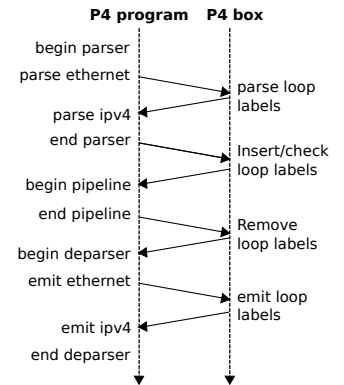 P4 program P4 box
begin parser
parse ethernet
parse loop
labels
parse ipv4
end parser
Insert/check
loop labels
begin pipeline
end pipeline
Remove
loop labels
begin deparser
emit ethernet
emit loop
labels
emit ipv4
end deparser